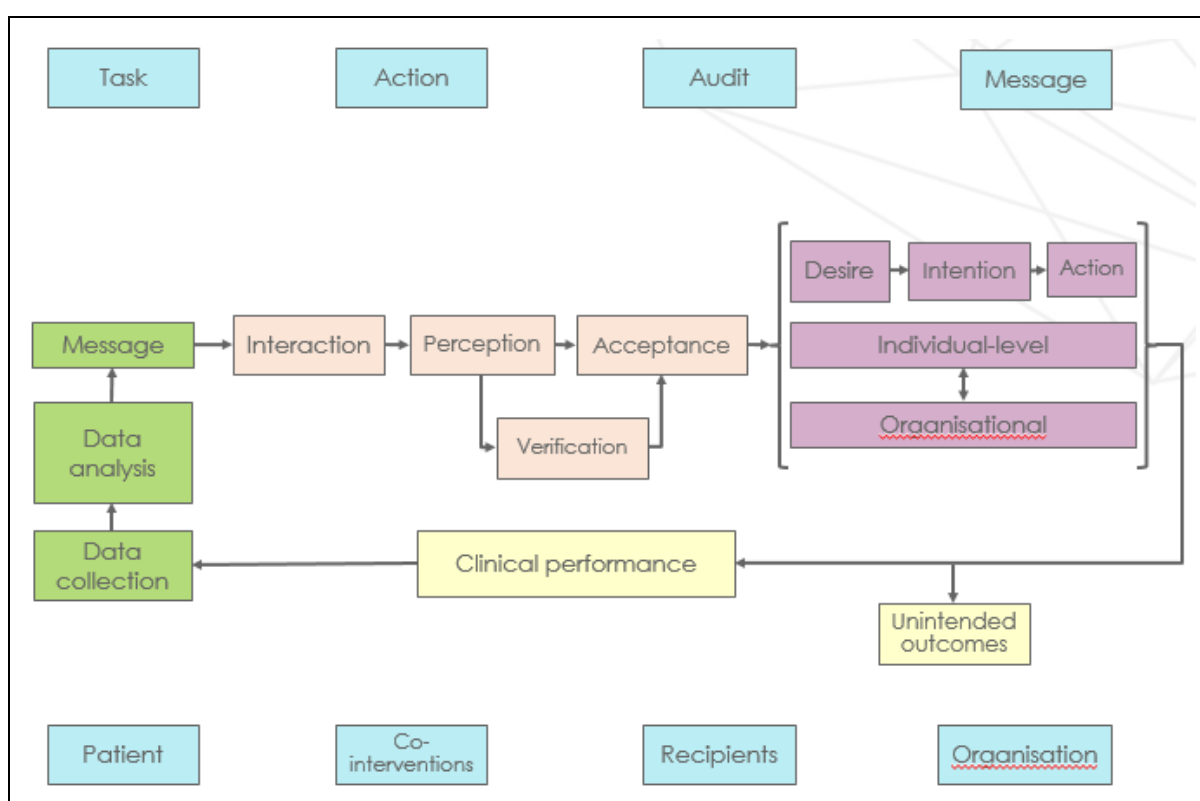 Task
Action
Audit
Message
Desire
Intention
Action
Message
Interaction
Perception
Acceptance
Individual-level
Data
analysis
Verification
Organisational
Data
collection
Clinical performance
Unintended
outcomes
Patient
Co-
interventions
Recipients
Organisation